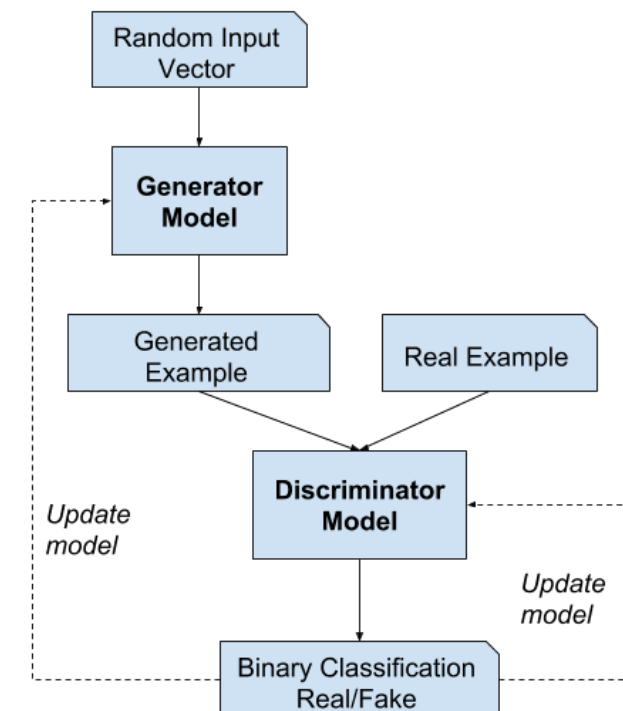 Random Input
Vector
Generator
Model
Generated
Example
Real Example
Discriminator
Model
Update
model
Update
model
Binary Classification
Real/Fake